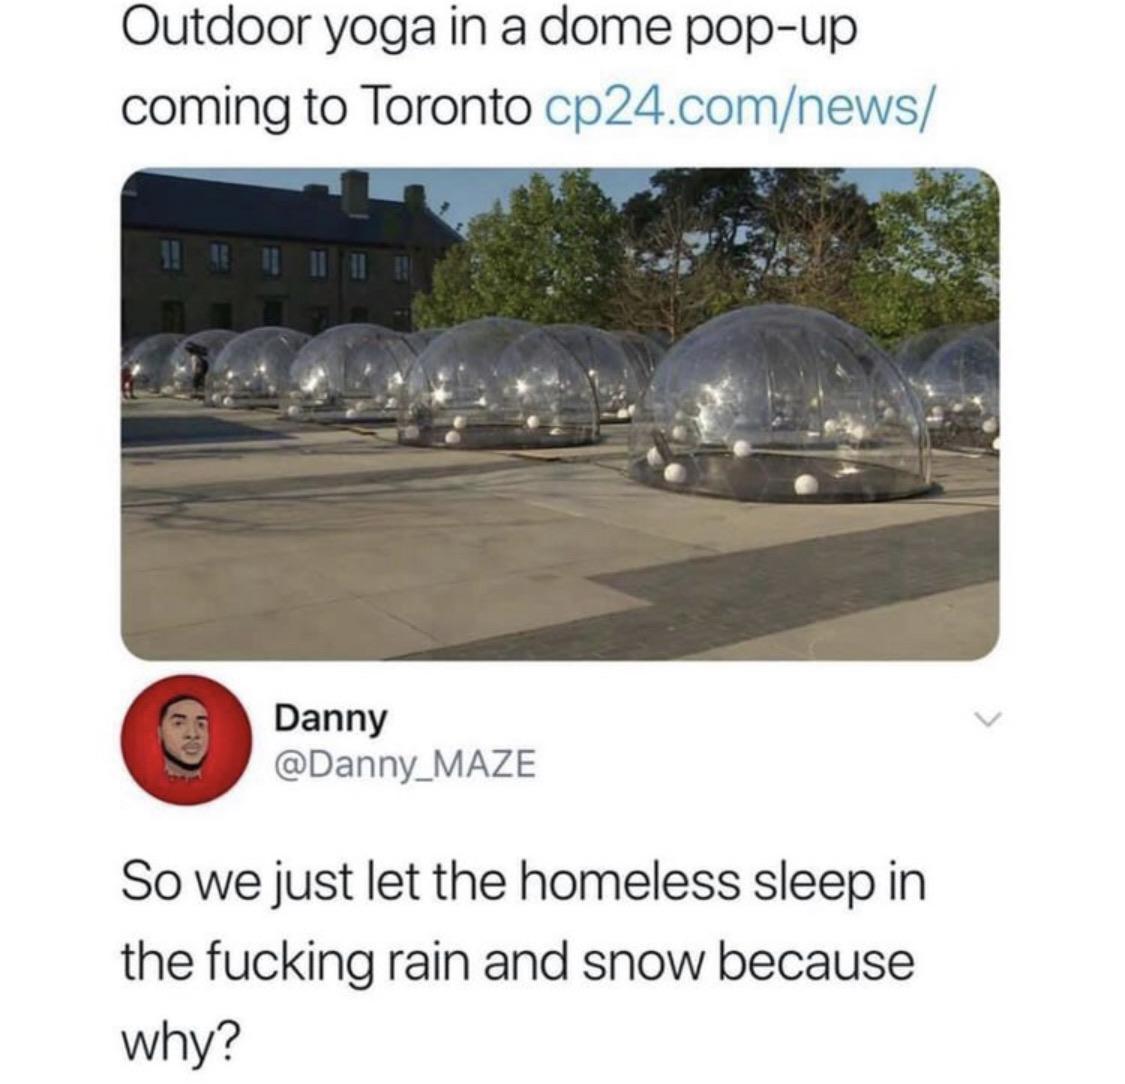 Outdoor yoga in a dome pop-up
coming to Toronto cp24.com/news/
Danny
@Danny_MAZE
So we just let the homeless sleep in
the fucking rain and snow because
why?